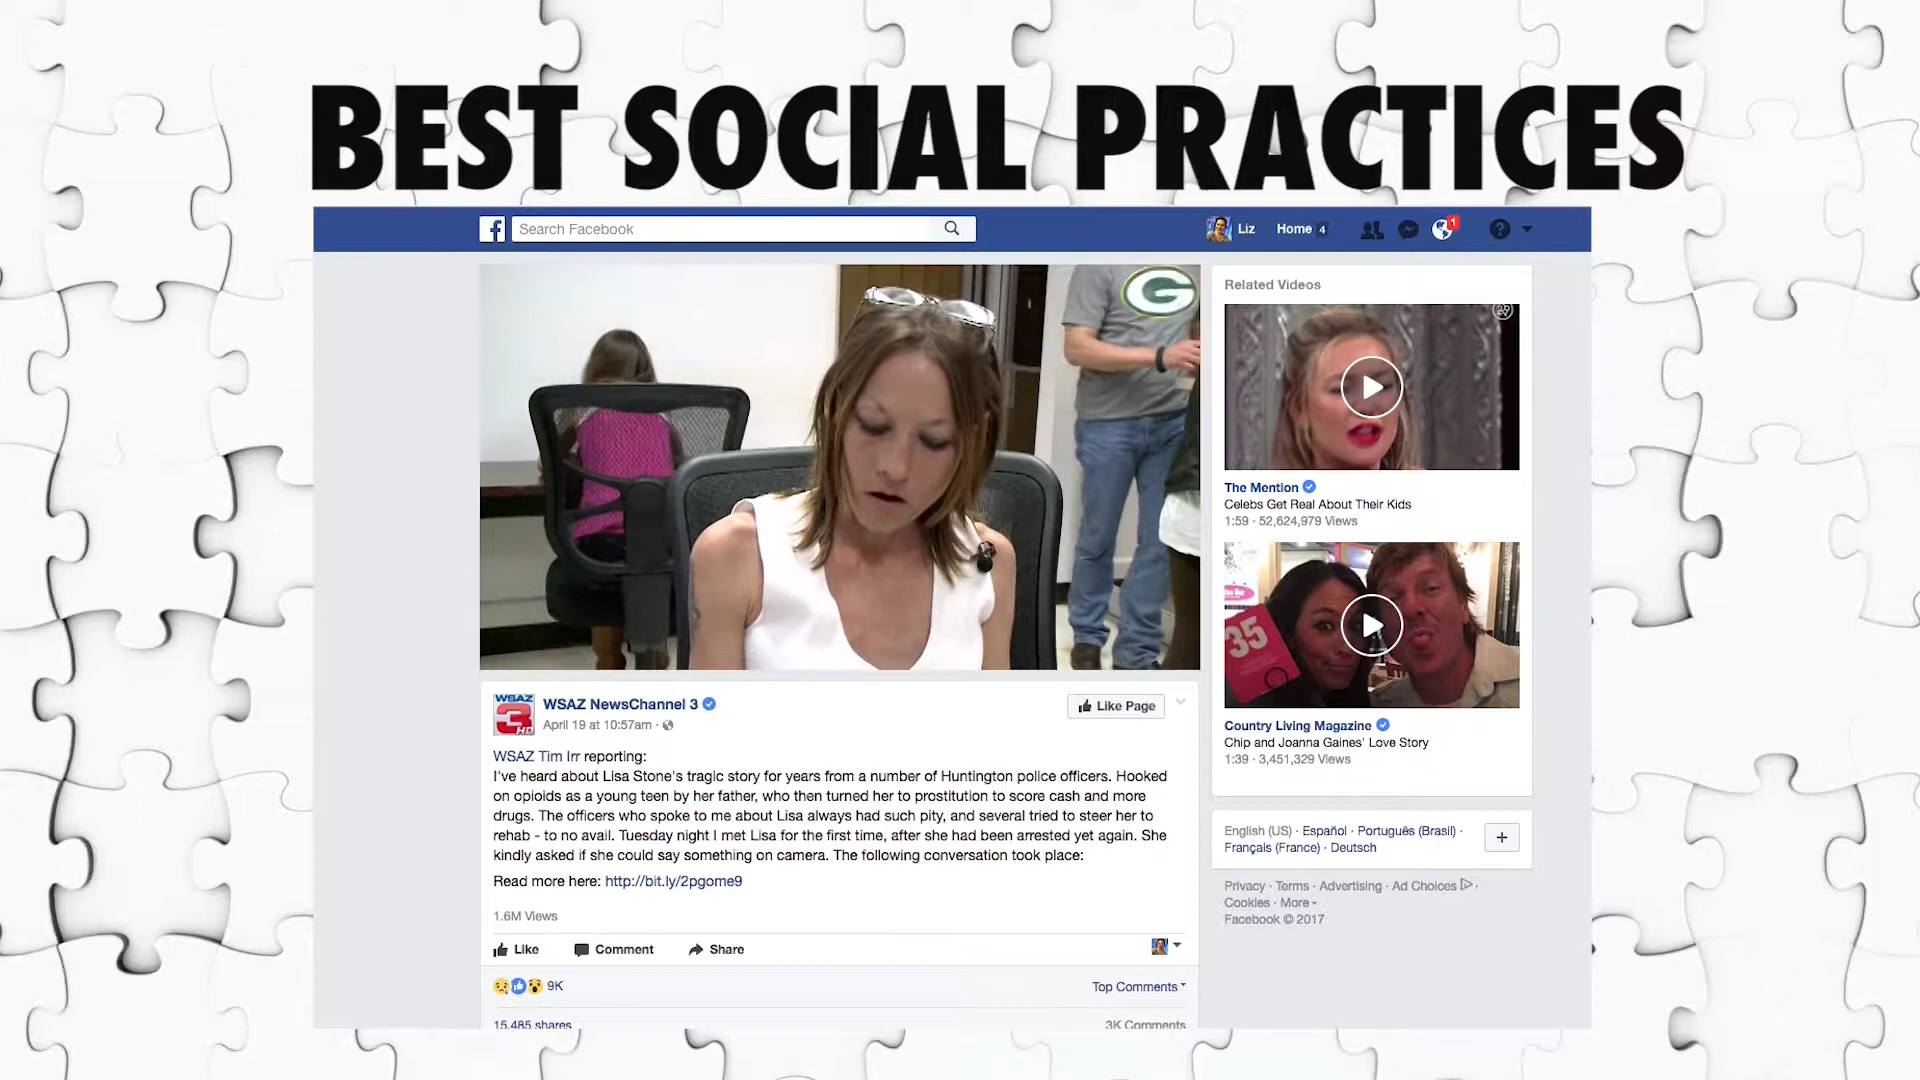 BEST SOCIAL PRACTICES
Search Facebook
Liz
Home 4
1
G
Related Videos
The Mention
Celebs Get Real About Their Kids
1:59 · 52,624,979 Views
35
Country Living Magazine
Chip and Joanna Gaines' Love Story
1:39 · 3,451,329 Views
WSAZ
3
HD
WSAZ NewsChannel 3
April 19 at 10:57am ·
Like Page
WSAZ Tim Irr reporting:
I've heard about Lisa Stone's tragic story for years from a number of Huntington police officers. Hooked
on opioids as a young teen by her father, who then turned her to prostitution to score cash and more
drugs. The officers who spoke to me about Lisa always had such pity, and several tried to steer her to
rehab - to no avail. Tuesday night I met Lisa for the first time, after she had been arrested yet again. She
kindly asked if she could say something on camera. The following conversation took place:
Read more here: http://bit.ly/2pgome9
1.6M Views
Like Comment Share
9K
Top Comments
15,485 shares
3K Comments
English (US) · Español · Português (Brasil) ·
Français (France) · Deutsch
Privacy · Terms · Advertising · Ad Choices ·
Cookies · More
Facebook © 2017